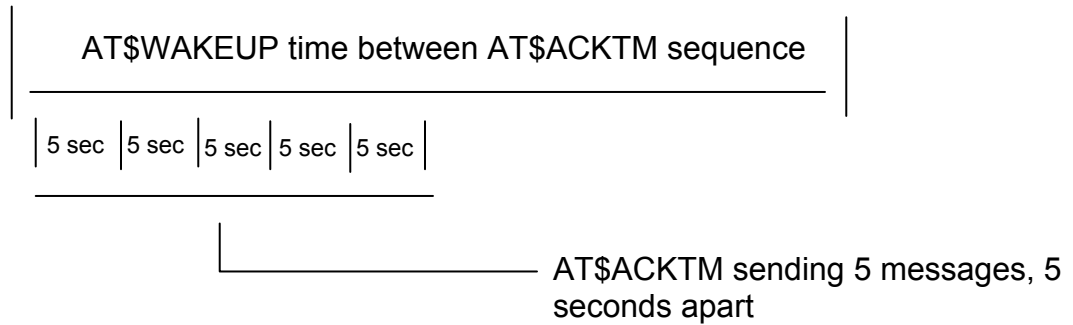 AT$WAKEUP time between AT$ACKTM sequence
5 sec 5 sec 5 sec 5 sec 5 sec
AT$ACKTM sending 5 messages, 5
seconds apart